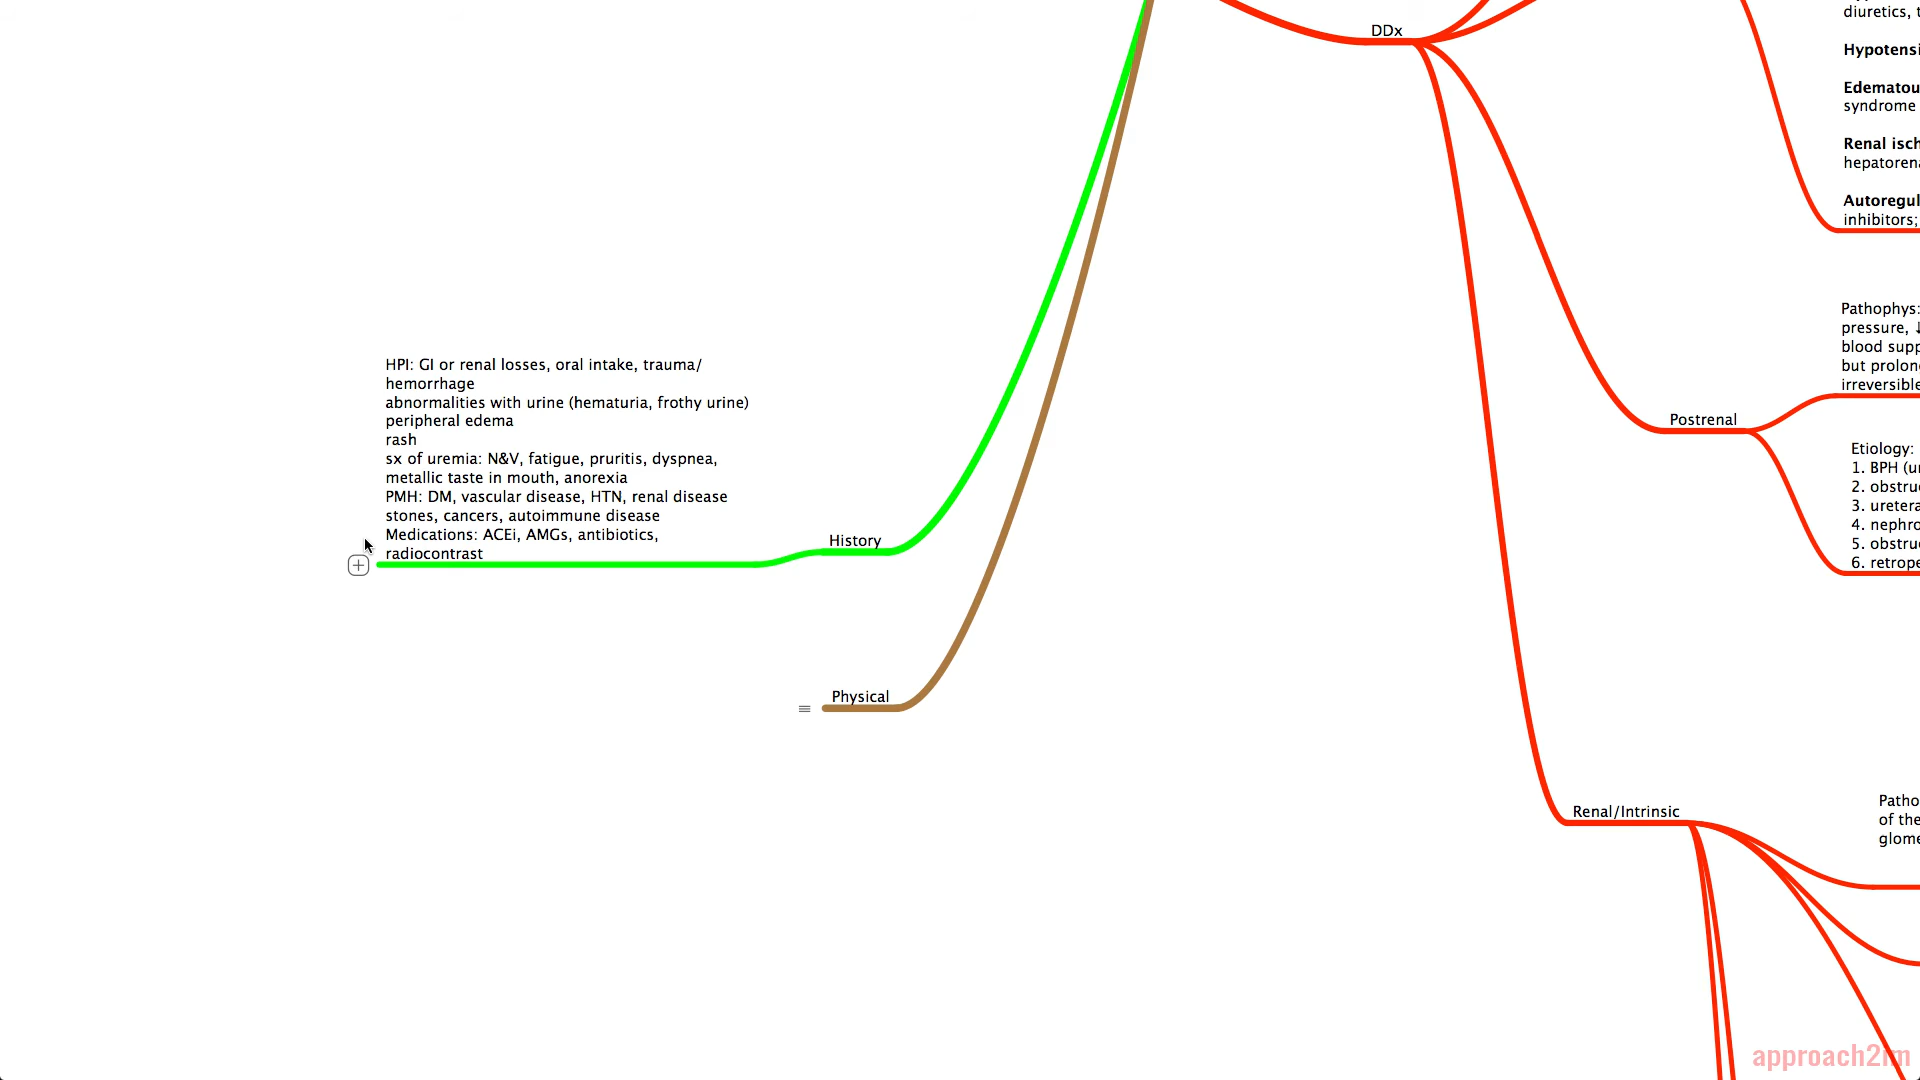 DDx
diuretics,
Hypotensi
Edematou
syndrome
Renal isch
hepatorena
Autoregul
inhibitors;
HPI: GI or renal losses, oral intake, trauma/
hemorrhage
abnormalities with urine (hematuria, frothy urine)
peripheral edema
rash
sx of uremia: N&V, fatigue, pruritis, dyspnea,
metallic taste in mouth, anorexia
PMH: DM, vascular disease, HTN, renal disease
stones, cancers, autoimmune disease
Medications: ACEi, AMGs, antibiotics,
radiocontrast
History
Physical
Pathophys:
pressure, ↓
blood supp
but prolon
irreversible
Postrenal
Etiology:
1. BPH (u
2. obstruc
3. uretera
4. nephro
5. obstruc
6. retrope
Renal/Intrinsic
Patho
of the
glome
approach2im